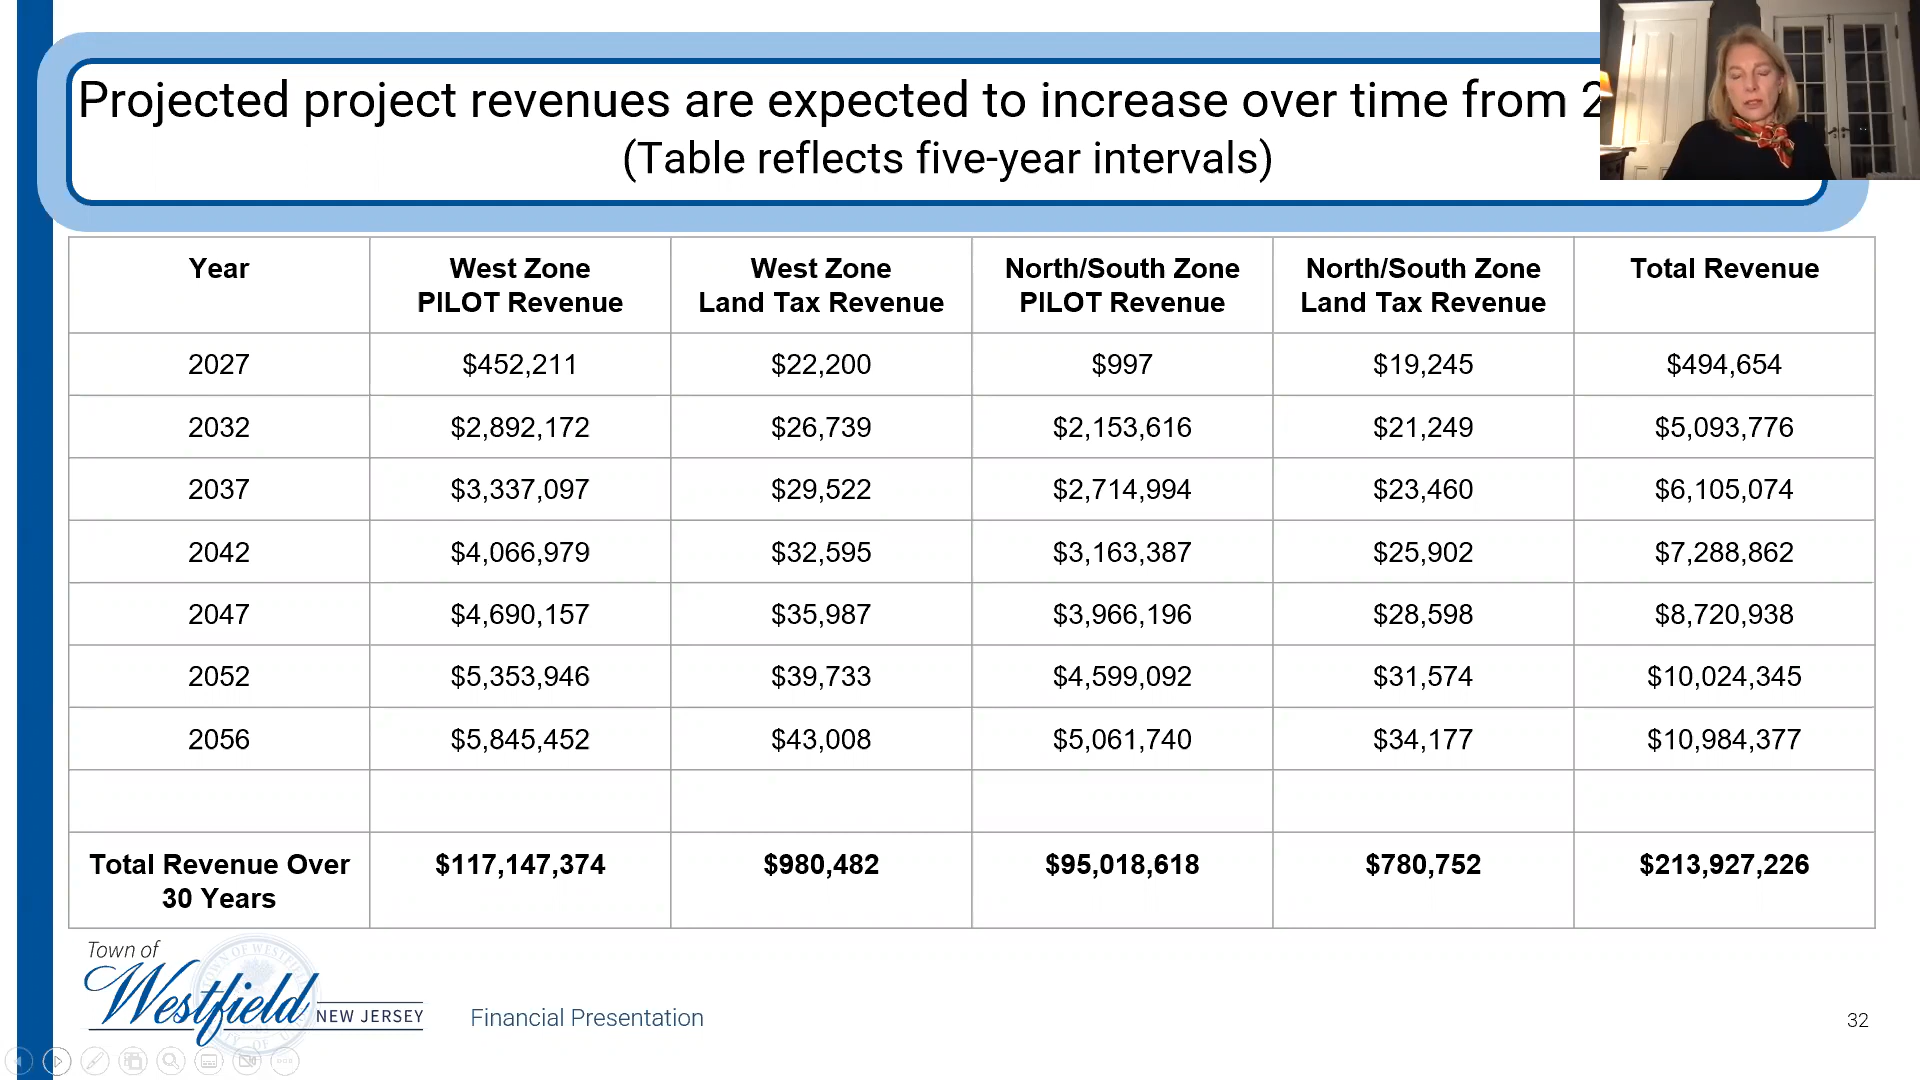 Projected project revenues are expected to increase over time from
(Table reflects five-year intervals)
Year
West Zone
PILOT Revenue
West Zone
Land Tax Revenue
North/South Zone
PILOT Revenue
North/South Zone
Land Tax Revenue
Total Revenue
2027 $452,211 $22,200 $997 $19,245 $494,654
2032 $2,892,172 $26,739 $2,153,616 $21,249 $5,093,776
2037 $3,337,097 $29,522 $2,714,994 $23,460 $6,105,074
2042 $4,066,979 $32,595 $3,163,387 $25,902 $7,288,862
2047 $4,690,157 $35,987 $3,966,196 $28,598 $8,720,938
2052 $5,353,946 $39,733 $4,599,092 $31,574 $10,024,345
2056 $5,845,452 $43,008 $5,061,740 $34,177 $10,984,377
Total Revenue Over
30 Years
$117,147,374 $980,482 $95,018,618 $780,752 $213,927,226
Town of
Westfield
NEW JERSEY
Financial Presentation
32